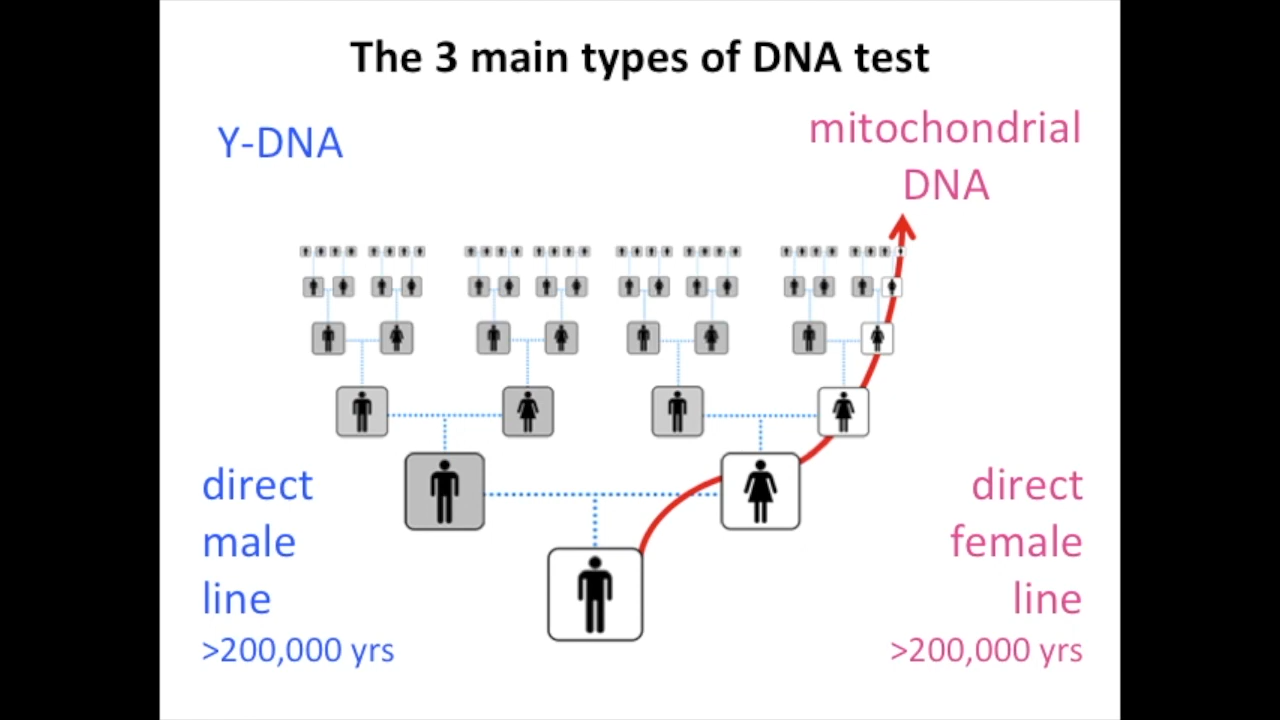 The 3 main types of DNA test
Y-DNA
mitochondrial
DNA
direct
male
line
>200,000 yrs
direct
female
line
>200,000 yrs